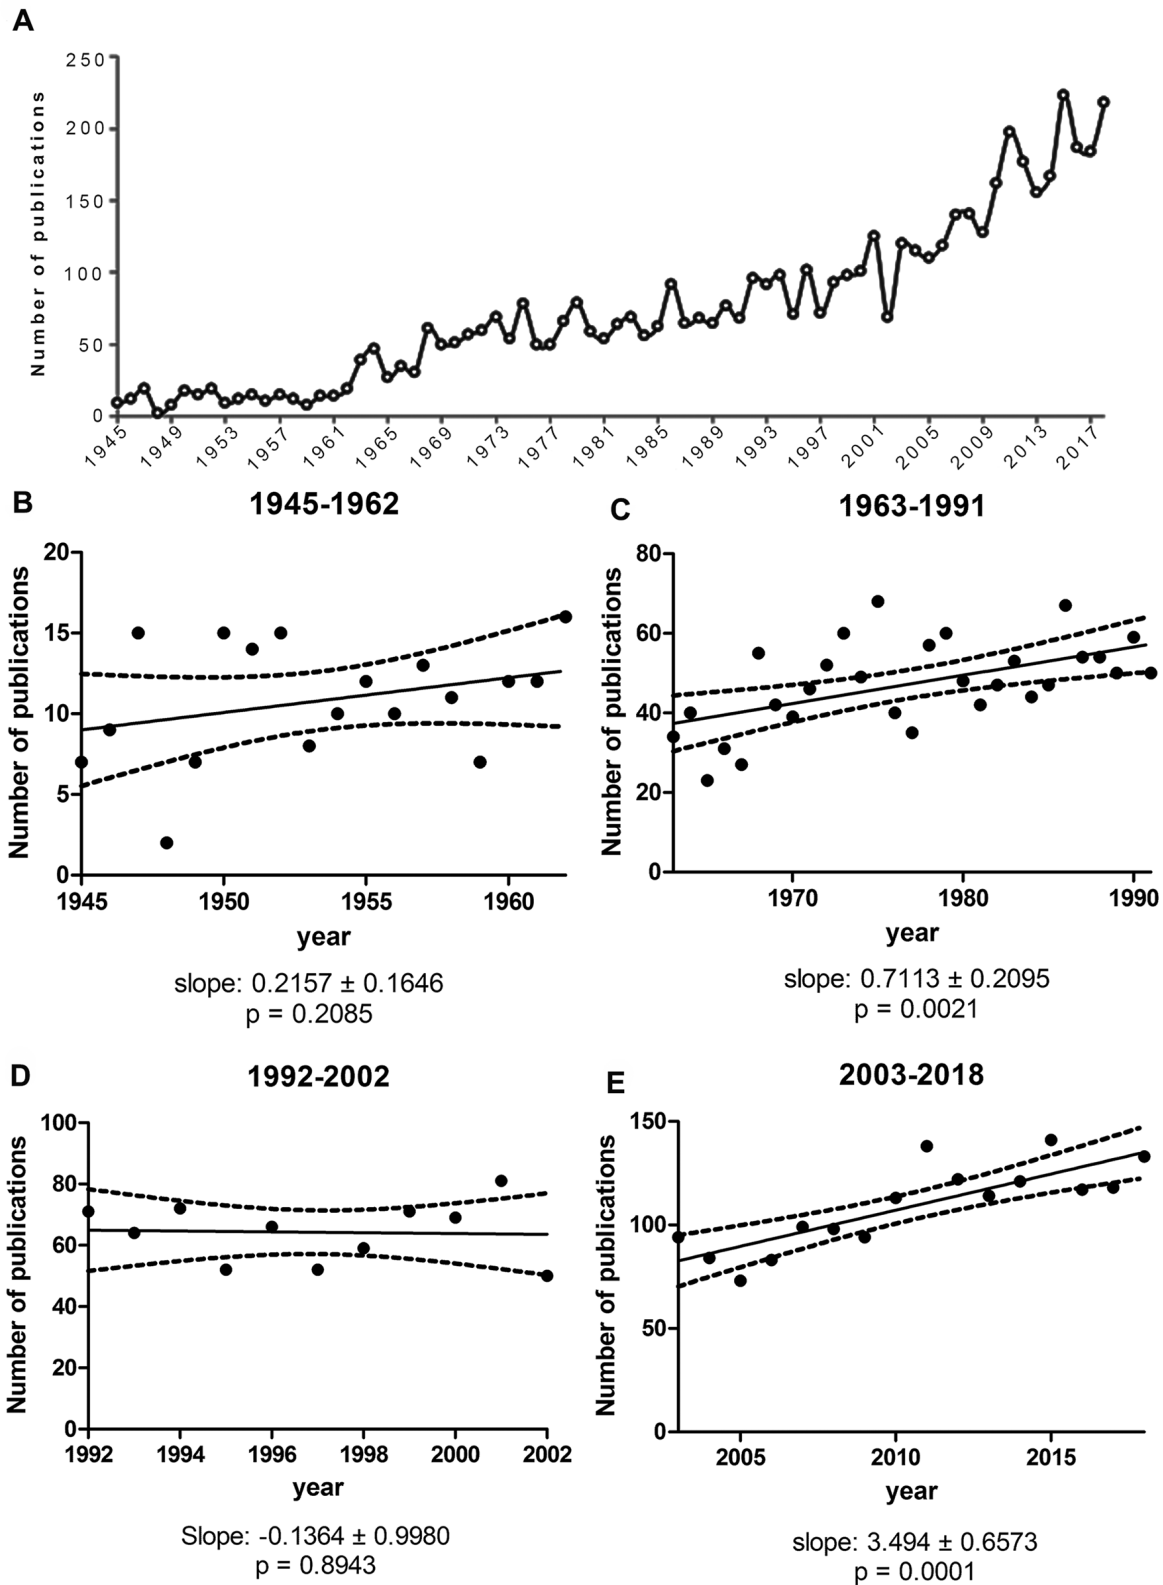 A
Number of publications
250
200
150
100
50
0
1945 1949 1953 1957 1961 1965 1969 1973 1977 1981 1985 1989 1993 1997 2001 2005 2009 2013 2017
B
1945-1962
Number of publications
20
15
10
5
0
1945 1950 1955 1960
year
slope: 0.2157 ± 0.1646
p = 0.2085
C
1963-1991
Number of publications
80
60
40
20
0
1970 1980 1990
year
slope: 0.7113 ± 0.2095
p = 0.0021
D
1992-2002
Number of publications
100
80
60
40
20
0
1992 1994 1996 1998 2000 2002
year
Slope: -0.1364 ± 0.9980
p = 0.8943
E
2003-2018
Number of publications
150
100
50
0
2005 2010 2015
year
slope: 3.494 ± 0.6573
p = 0.0001